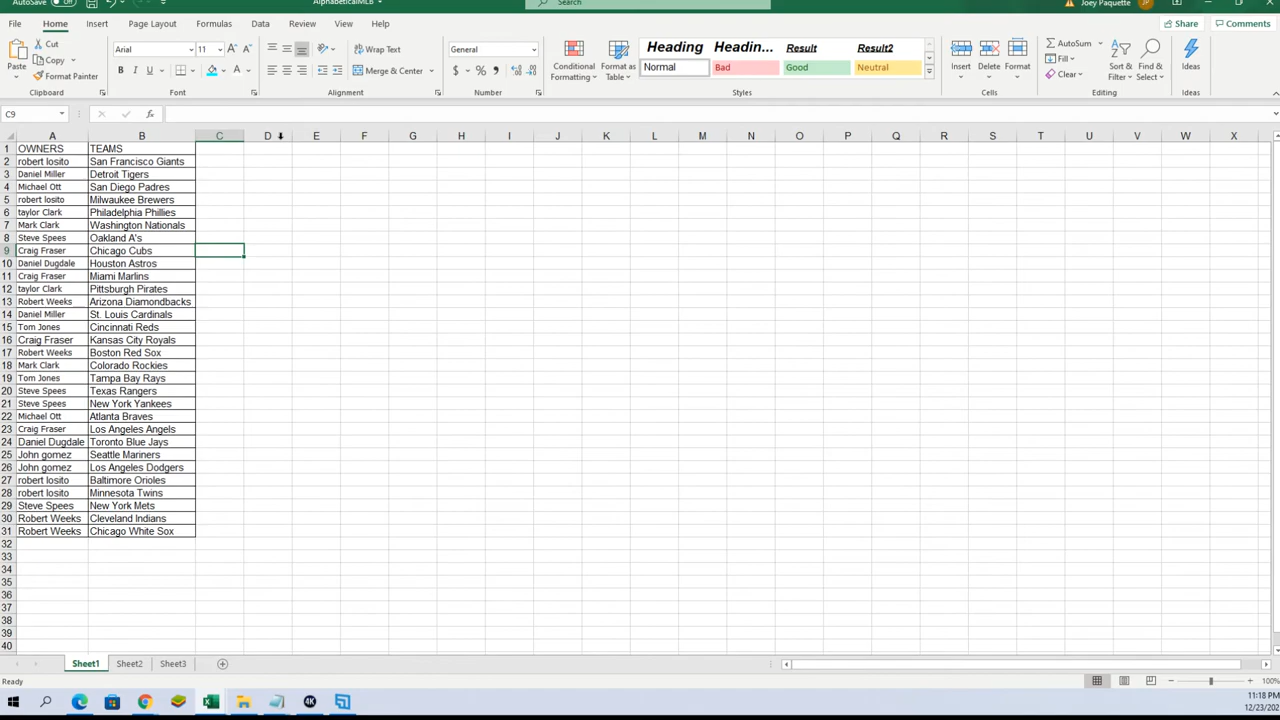 AutoSave Off AlphabeticalMLB Search Joey Paquette JP
File Home Insert Page Layout Formulas Data Review View Help Share Comments
Paste Cut Copy Format Painter Clipboard
Arial 11 A A B I U A Font
Wrap Text Merge & Center Alignment
General $ % 9 Number
Conditional Formatting Format as Table
Heading Headin... Result Result2
Normal Bad Good Neutral Styles
Insert Delete Format Cells
AutoSum Fill Clear Sort & Filter Find & Select Editing
Ideas Ideas
C9 fx
A B C D E F G H I J K L M N O P Q R S T U V W X
1 OWNERS TEAMS
2 robert losito San Francisco Giants
3 Daniel Miller Detroit Tigers
4 Michael Ott San Diego Padres
5 robert losito Milwaukee Brewers
6 taylor Clark Philadelphia Phillies
7 Mark Clark Washington Nationals
8 Steve Spees Oakland A's
9 Craig Fraser Chicago Cubs
10 Daniel Dugdale Houston Astros
11 Craig Fraser Miami Marlins
12 taylor Clark Pittsburgh Pirates
13 Robert Weeks Arizona Diamondbacks
14 Daniel Miller St. Louis Cardinals
15 Tom Jones Cincinnati Reds
16 Craig Fraser Kansas City Royals
17 Robert Weeks Boston Red Sox
18 Mark Clark Colorado Rockies
19 Tom Jones Tampa Bay Rays
20 Steve Spees Texas Rangers
21 Steve Spees New York Yankees
22 Michael Ott Atlanta Braves
23 Craig Fraser Los Angeles Angels
24 Daniel Dugdale Toronto Blue Jays
25 John gomez Seattle Mariners
26 John gomez Los Angeles Dodgers
27 robert losito Baltimore Orioles
28 robert losito Minnesota Twins
29 Steve Spees New York Mets
30 Robert Weeks Cleveland Indians
31 Robert Weeks Chicago White Sox
32
33
34
35
36
37
38
39
40
Sheet1 Sheet2 Sheet3
Ready 100%
4K 11:18 PM